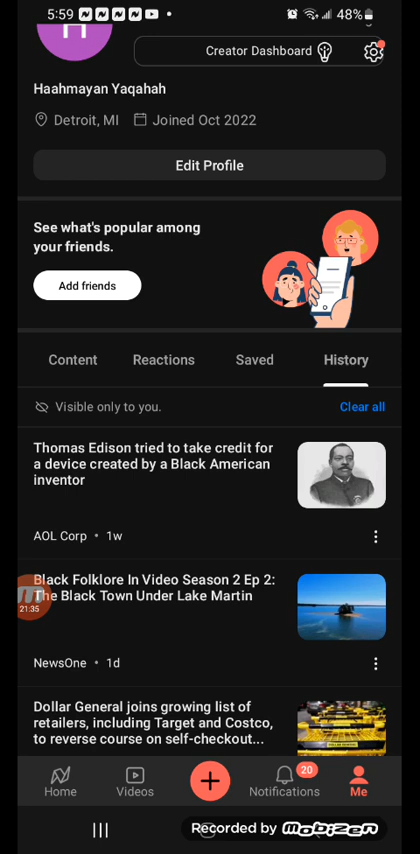 5:59
48%
H
Creator Dashboard
Haahmayan Yaqahah
Detroit, MI Joined Oct 2022
Edit Profile
See what's popular among
your friends.
Add friends
Content Reactions Saved History
Visible only to you. Clear all
Thomas Edison tried to take credit for
a device created by a Black American
inventor
AOL Corp • 1w
Black Folklore In Video Season 2 Ep 2:
The Black Town Under Lake Martin
21:35
NewsOne • 1d
Dollar General joins growing list of
retailers, including Target and Costco,
to reverse course on self-checkout...
20
Home Videos Notifications Me
Recorded by MOBIZEN